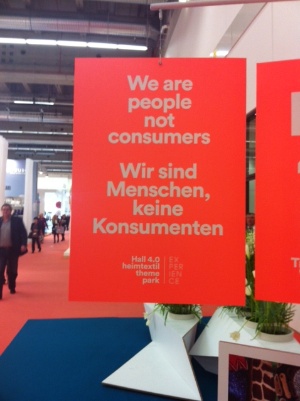 We are
people
not
consumers
Wir sind
Menschen,
keine
Konsumenten
Hall 4.0
heimtextil
theme
park
EX
PER
IEN
CE
T